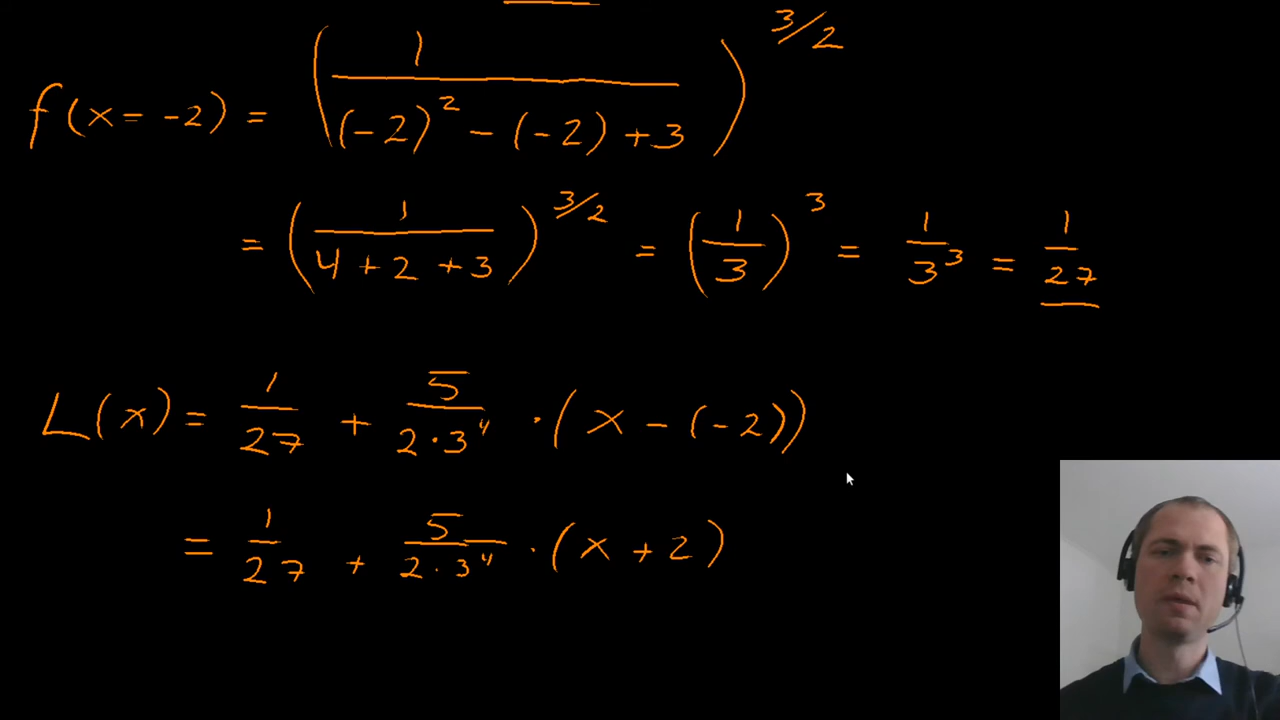 f(x = -2) = (1 / ((-2)² - (-2) + 3))^(3/2)
= (1 / (4 + 2 + 3))^(3/2) = (1/3)³ = 1/3³ = 1/27
L(x) = 1/27 + 5/(2·3⁴) · (x - (-2))
= 1/27 + 5/(2·3⁴) · (x + 2)